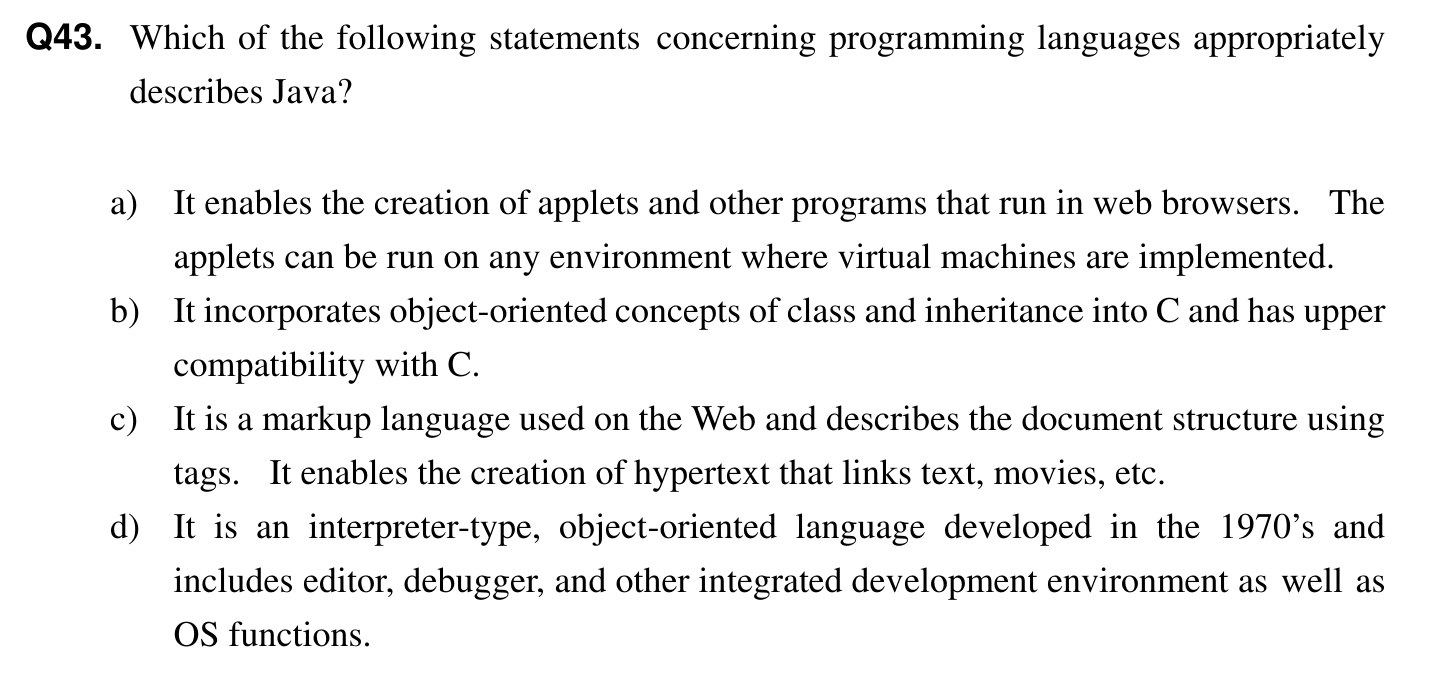 Q43. Which of the following statements concerning programming languages appropriately
describes Java?
a) It enables the creation of applets and other programs that run in web browsers. The
applets can be run on any environment where virtual machines are implemented.
b) It incorporates object-oriented concepts of class and inheritance into C and has upper
compatibility with C.
c) It is a markup language used on the Web and describes the document structure using
tags. It enables the creation of hypertext that links text, movies, etc.
d) It is an interpreter-type, object-oriented language developed in the 1970's and
includes editor, debugger, and other integrated development environment as well as
OS functions.